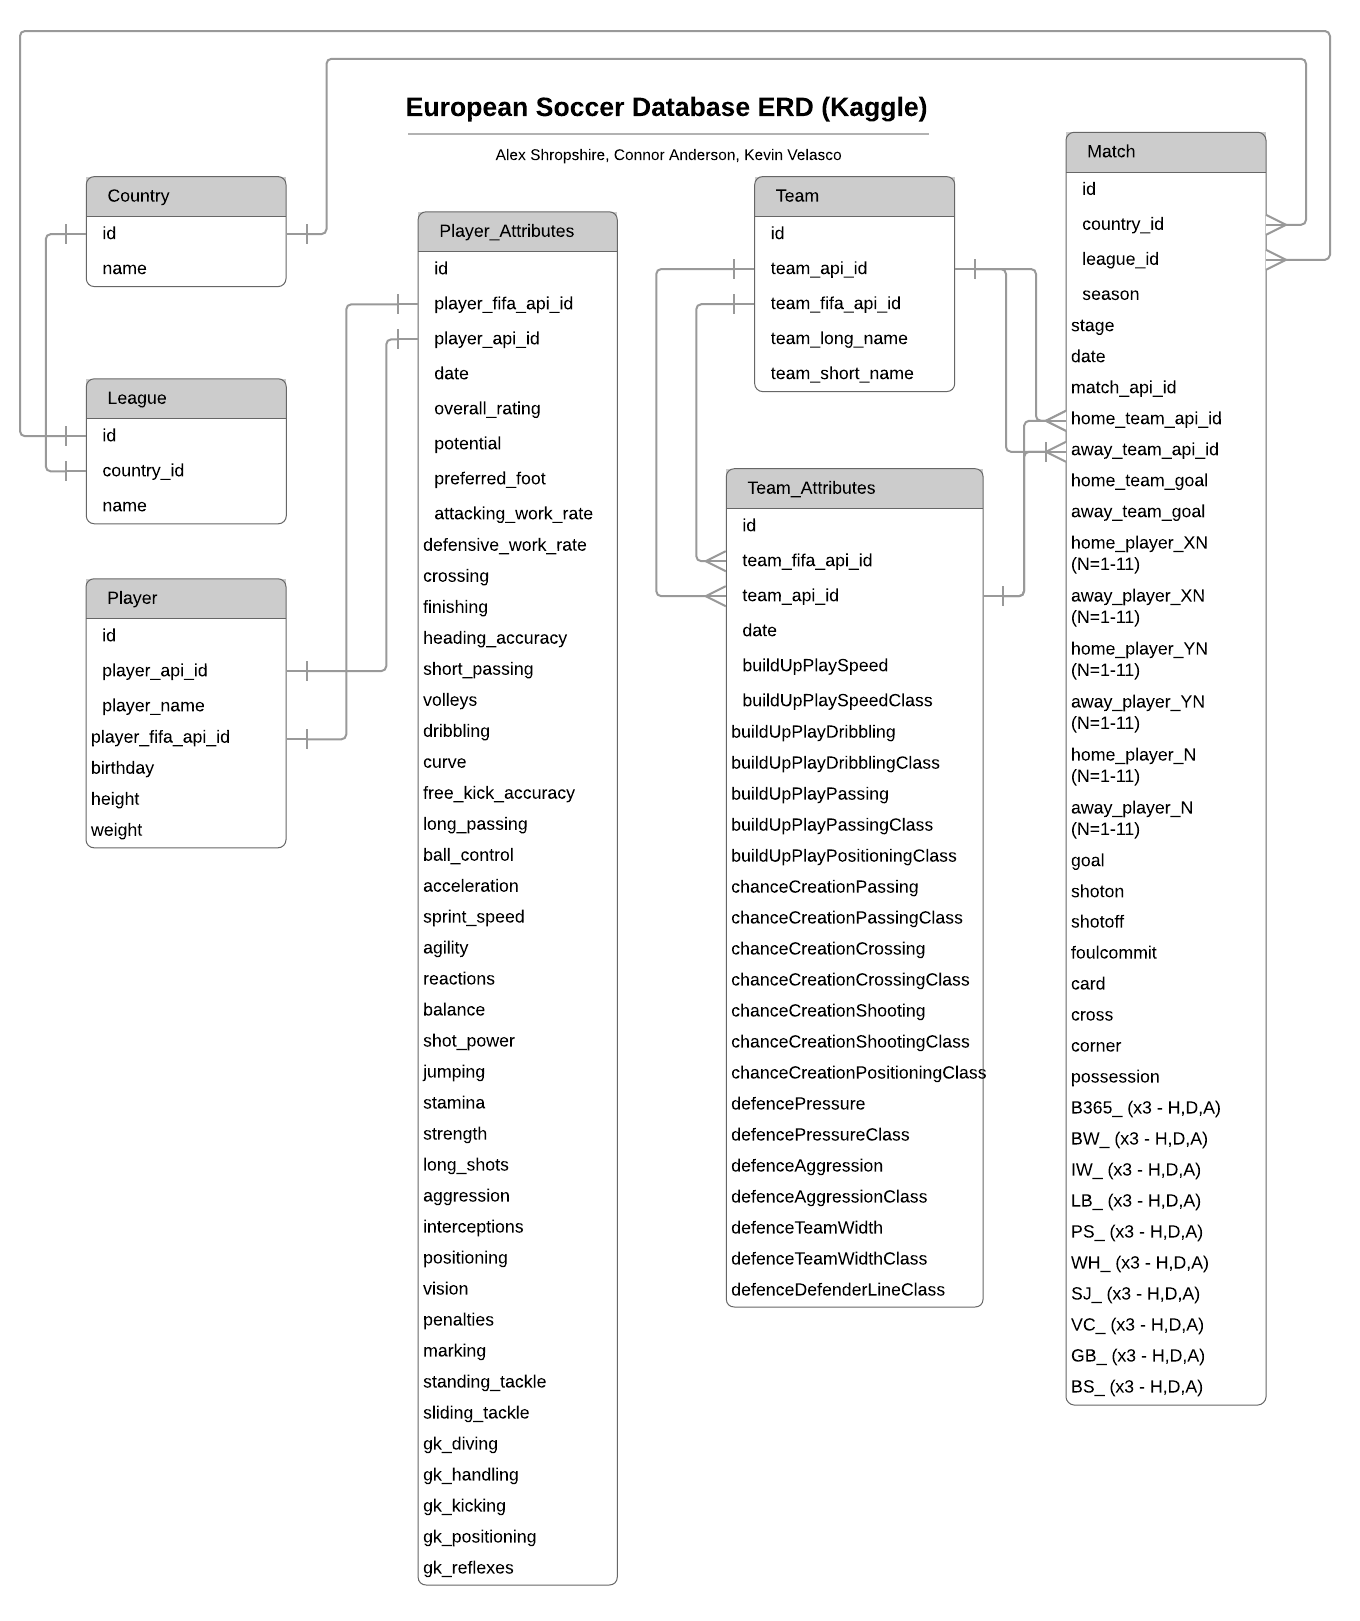 European Soccer Database ERD (Kaggle)
Alex Shropshire, Connor Anderson, Kevin Velasco
Country
id
name
League
id
country_id
name
Player
id
player_api_id
player_name
player_fifa_api_id
birthday
height
weight
Player_Attributes
id
player_fifa_api_id
player_api_id
date
overall_rating
potential
preferred_foot
attacking_work_rate
defensive_work_rate
crossing
finishing
heading_accuracy
short_passing
volleys
dribbling
curve
free_kick_accuracy
long_passing
ball_control
acceleration
sprint_speed
agility
reactions
balance
shot_power
jumping
stamina
strength
long_shots
aggression
interceptions
positioning
vision
penalties
marking
standing_tackle
sliding_tackle
gk_diving
gk_handling
gk_kicking
gk_positioning
gk_reflexes
Team
id
team_api_id
team_fifa_api_id
team_long_name
team_short_name
Team_Attributes
id
team_fifa_api_id
team_api_id
date
buildUpPlaySpeed
buildUpPlaySpeedClass
buildUpPlayDribbling
buildUpPlayDribblingClass
buildUpPlayPassing
buildUpPlayPassingClass
buildUpPlayPositioningClass
chanceCreationPassing
chanceCreationPassingClass
chanceCreationCrossing
chanceCreationCrossingClass
chanceCreationShooting
chanceCreationShootingClass
chanceCreationPositioningClass
defencePressure
defencePressureClass
defenceAggression
defenceAggressionClass
defenceTeamWidth
defenceTeamWidthClass
defenceDefenderLineClass
Match
id
country_id
league_id
season
stage
date
match_api_id
home_team_api_id
away_team_api_id
home_team_goal
away_team_goal
home_player_XN
(N=1-11)
away_player_XN
(N=1-11)
home_player_YN
(N=1-11)
away_player_YN
(N=1-11)
home_player_N
(N=1-11)
away_player_N
(N=1-11)
goal
shoton
shotoff
foulcommit
card
cross
corner
possession
B365_ (x3 - H,D,A)
BW_ (x3 - H,D,A)
IW_ (x3 - H,D,A)
LB_ (x3 - H,D,A)
PS_ (x3 - H,D,A)
WH_ (x3 - H,D,A)
SJ_ (x3 - H,D,A)
VC_ (x3 - H,D,A)
GB_ (x3 - H,D,A)
BS_ (x3 - H,D,A)